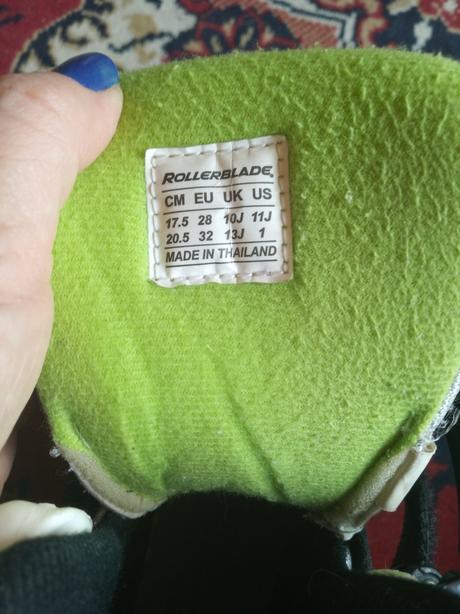 ROLLERBLADE
CM EU UK US
17.5 28 10J 11J
20.5 32 13J 1
MADE IN THAILAND